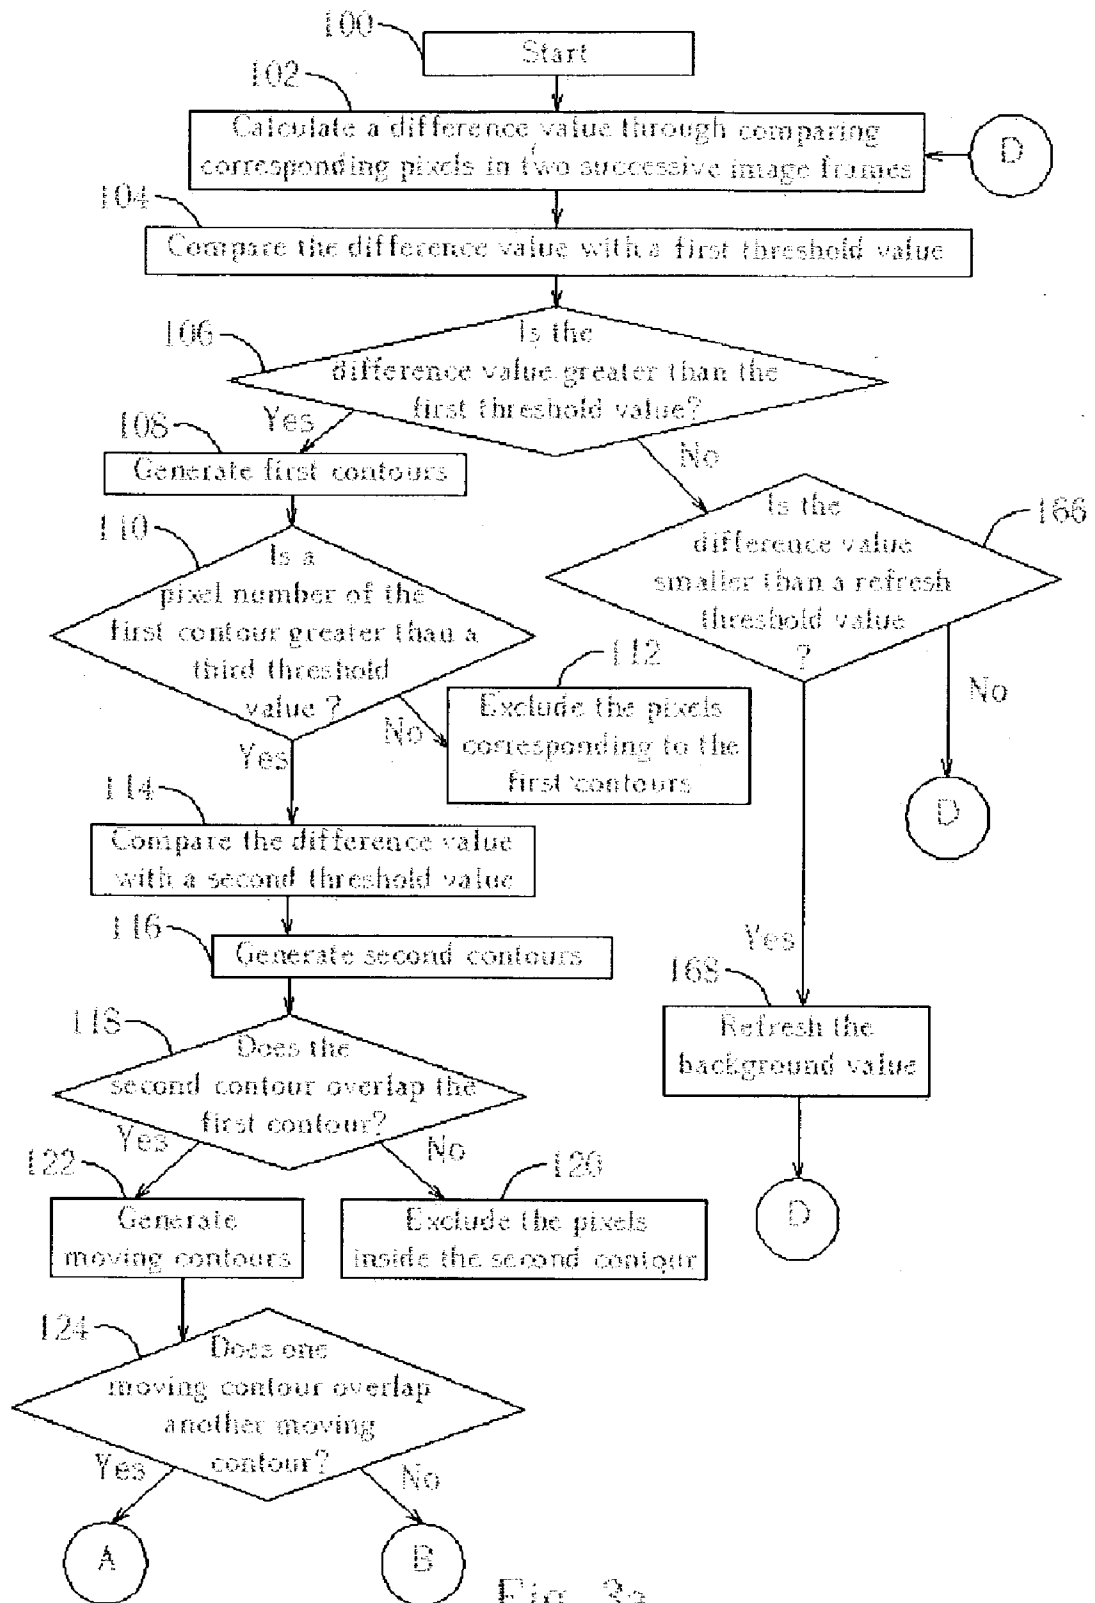 100
Start
102
Calculate a difference value through comparing
corresponding pixels in two successive image frames
D
104
Compare the difference value with a first threshold value
106
Is the
difference value greater than the
first threshold value?
Yes
No
108
Generate first contours
110
Is a
pixel number of the
first contour greater than a
third threshold
value ?
Yes
No
166
Is the
difference value
smaller than a refresh
threshold value
?
No
D
Yes
112
Exclude the pixels
corresponding to the
first contours
114
Compare the difference value
with a second threshold value
116
Generate second contours
168
Refresh the
background value
D
118
Does the
second contour overlap the
first contour?
Yes
No
122
Generate
moving contours
120
Exclude the pixels
inside the second contour
124
Does one
moving contour overlap
another moving
contour?
Yes
No
A
B
Fig. 3a